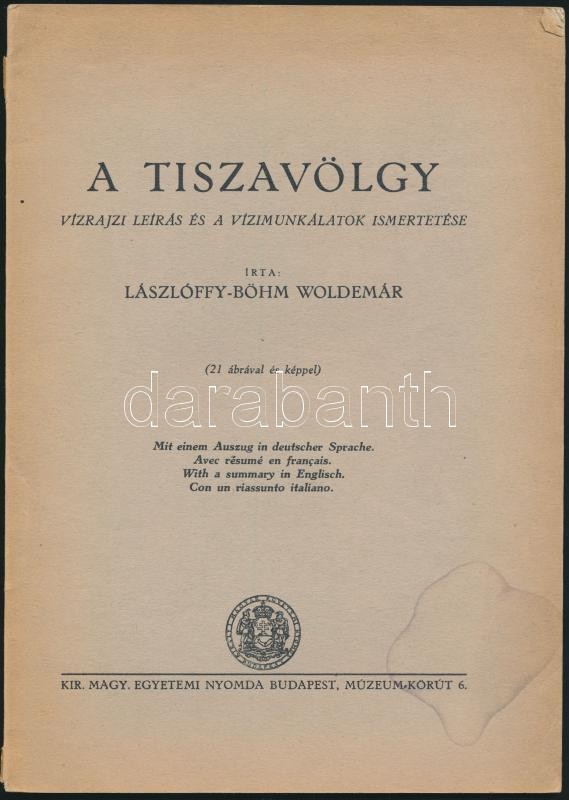 A TISZAVÖLGY
VÍZRAJZI LEÍRÁS ÉS A VÍZIMUNKÁLATOK ISMERTETÉSE
ÍRTA:
LÁSZLÓFFY-BÖHM WOLDEMÁR
(21 ábrával és képpel)
darabanth
Mit einem Auszug in deutscher Sprache.
Avec résumé en français.
With a summary in Englisch.
Con un riassunto italiano.
KIR. MAGY. EGYETEMI NYOMDA BUDAPEST, MÚZEUM-KÖRÚT 6.